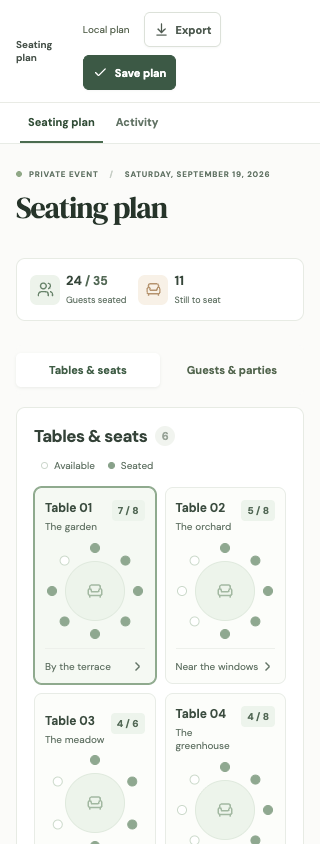 Seating
plan
Local plan
Export
Save plan
Seating plan
Activity
PRIVATE EVENT / SATURDAY, SEPTEMBER 19, 2026
Seating plan
24 / 35
Guests seated
11
Still to seat
Tables & seats
Guests & parties
Tables & seats 6
Available
Seated
Table 01
7 / 8
The garden
By the terrace
Table 02
5 / 8
The orchard
Near the windows
Table 03
4 / 6
The meadow
Table 04
4 / 8
The
greenhouse